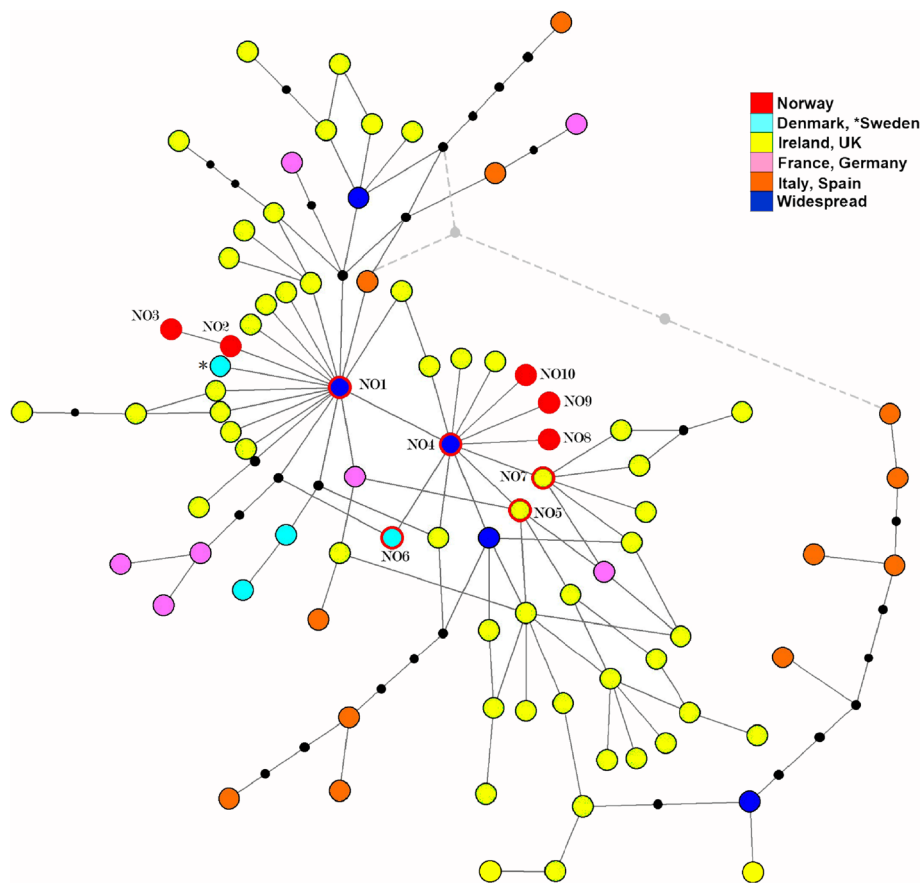 Norway
Denmark, *Sweden
Ireland, UK
France, Germany
Italy, Spain
Widespread
NO3
NO2
*
NO1
NO10
NO9
NO4
NO8
NO7
NO5
NO6